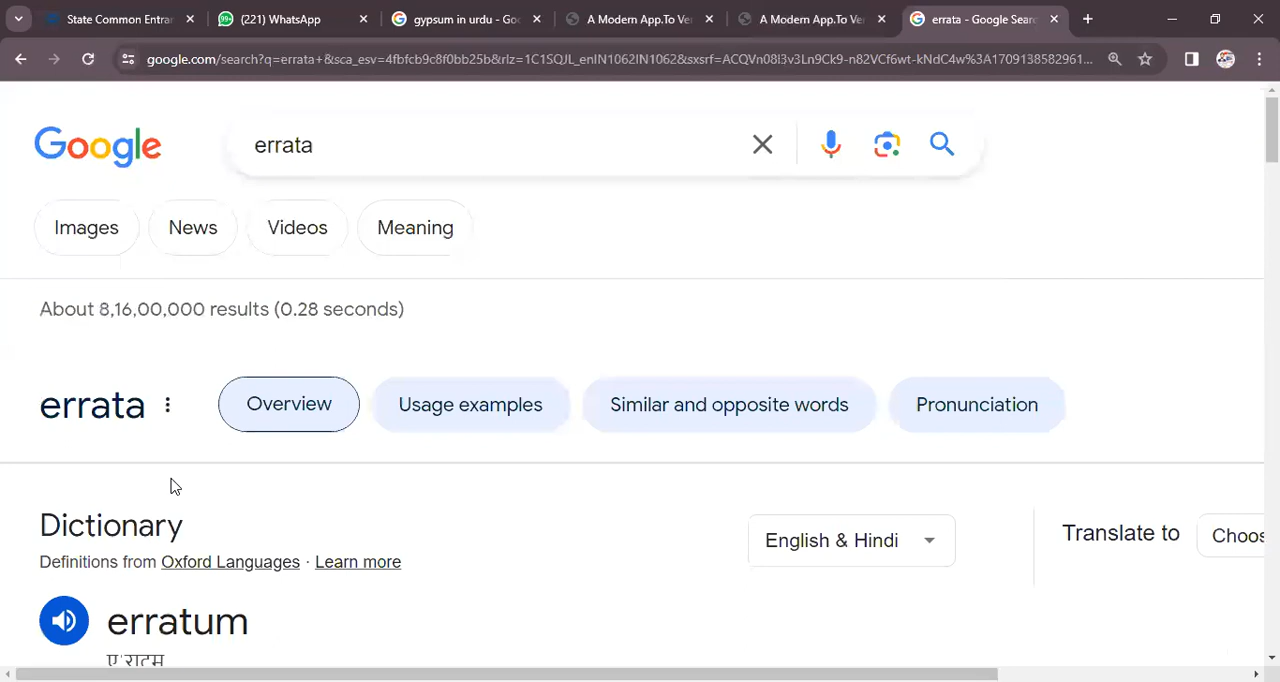 State Common Entran
(221) WhatsApp
gypsum in urdu - Goo
A Modern App.To Ve
A Modern App.To Ve
errata - Google Searc
google.com/search?q=errata+&sca_esv=4fbfcb9c8f0bb25b&rlz=1C1SQJL_enIN1062IN1062&sxsrf=ACQVn08l3v3Ln9Ck9-n82VCf6wt-kNdC4w%3A1709138582961...
Google
errata
Images
News
Videos
Meaning
About 8,16,00,000 results (0.28 seconds)
errata
Overview
Usage examples
Similar and opposite words
Pronunciation
Dictionary
English & Hindi
Translate to
Choos
Definitions from Oxford Languages · Learn more
erratum